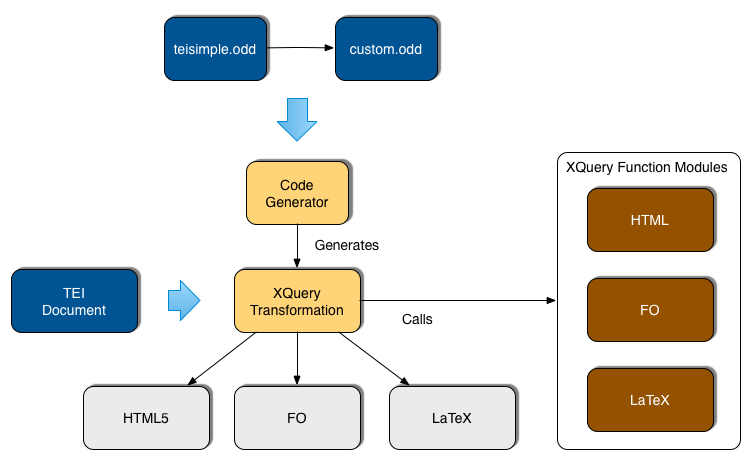 teisimple.odd
custom.odd
XQuery Function Modules
Code
Generator
HTML
Generates
TEI
Document
XQuery
Transformation
Calls
FO
HTML5
FO
LaTeX
LaTeX